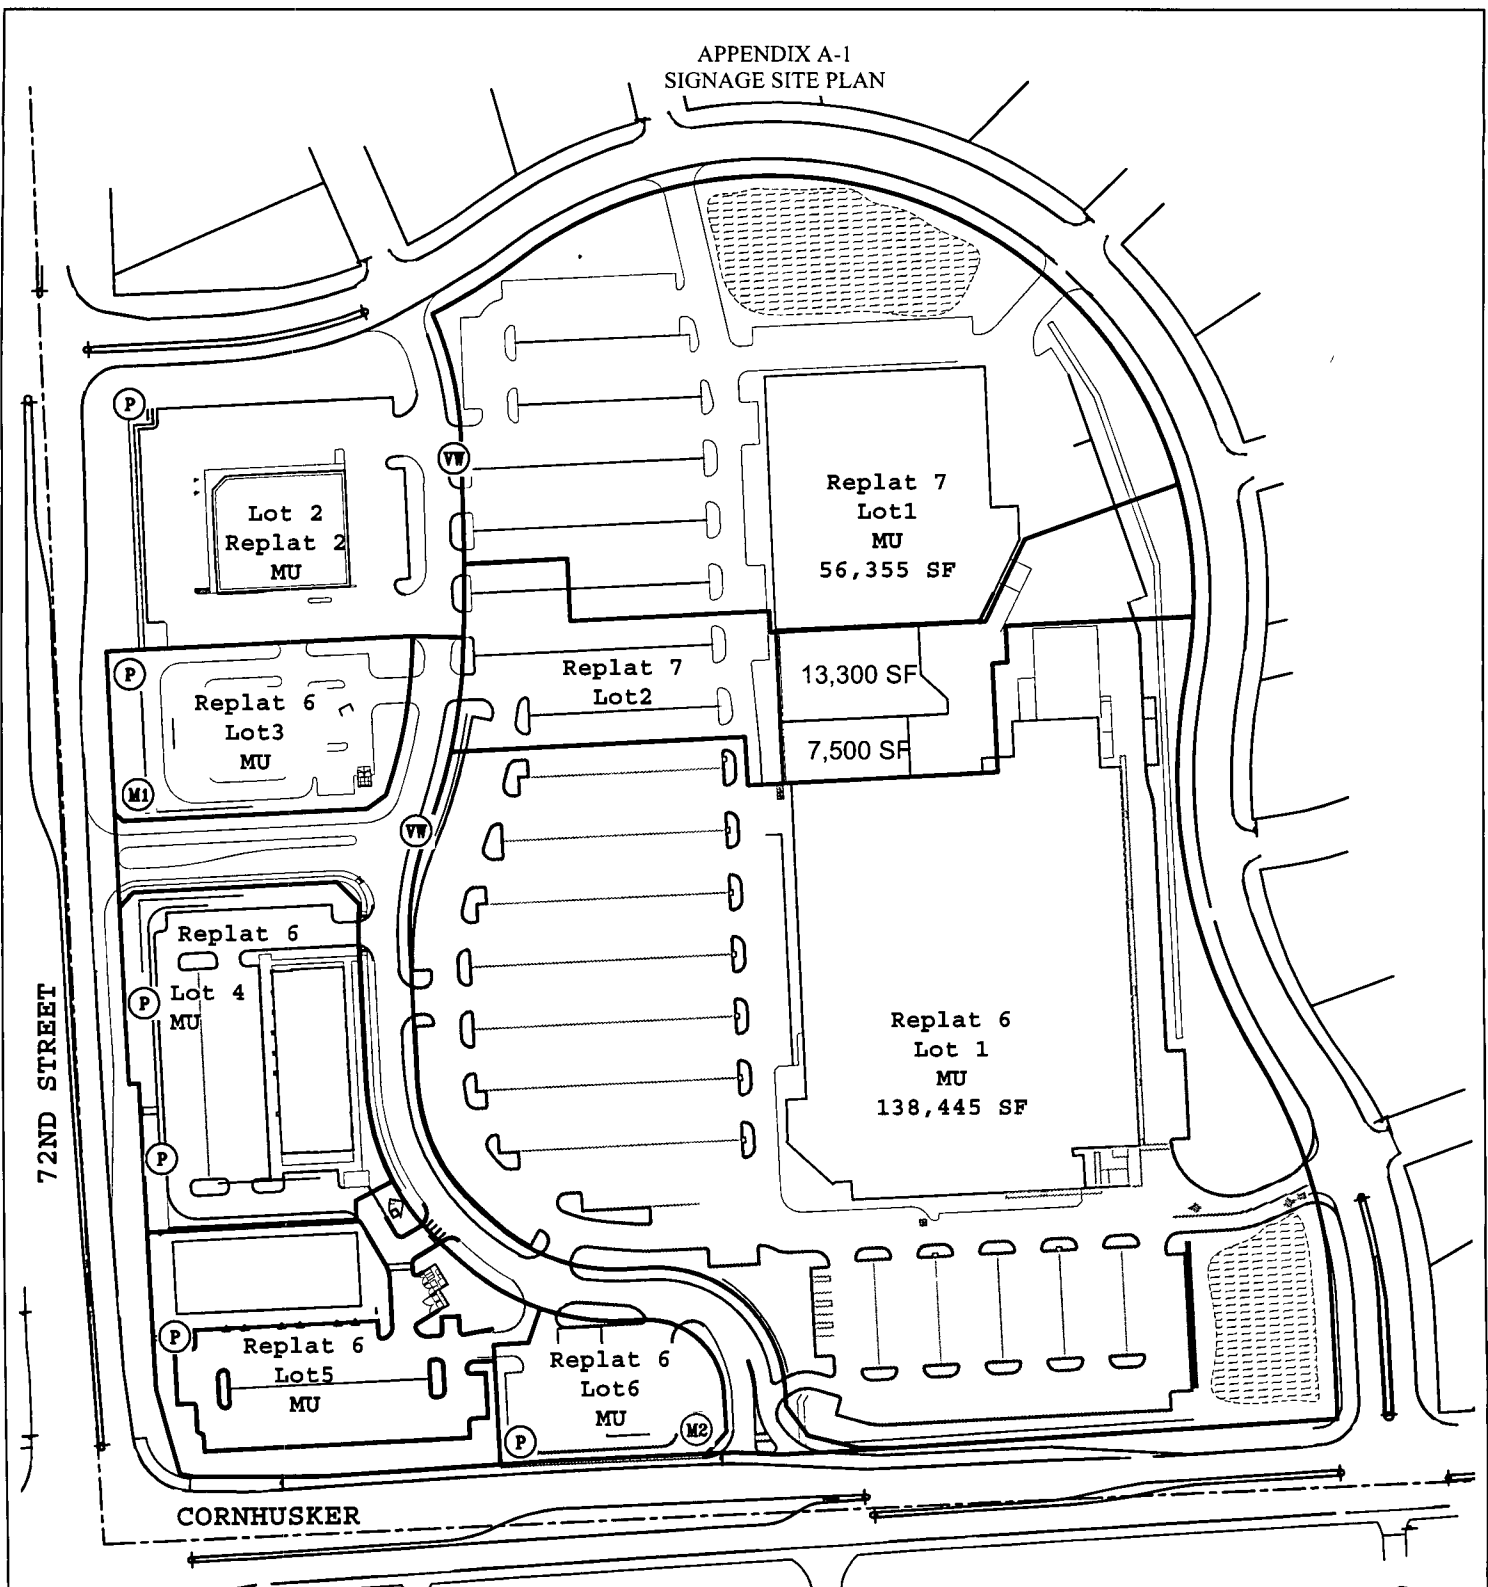 APPENDIX A-1
SIGNAGE SITE PLAN
P
VW
Replat 7
Lot1
MU
56,355 SF
Lot 2
Replat 2
MU
P
Replat 6
Lot3
MU
M1
Replat 7
Lot2
13,300 SF
7,500 SF
VW
Replat 6
Lot 4
MU
P
P
72ND STREET
Replat 6
Lot 1
MU
138,445 SF
P
Replat 6
Lot5
MU
Replat 6
Lot6
MU
P
M2
CORNHUSKER